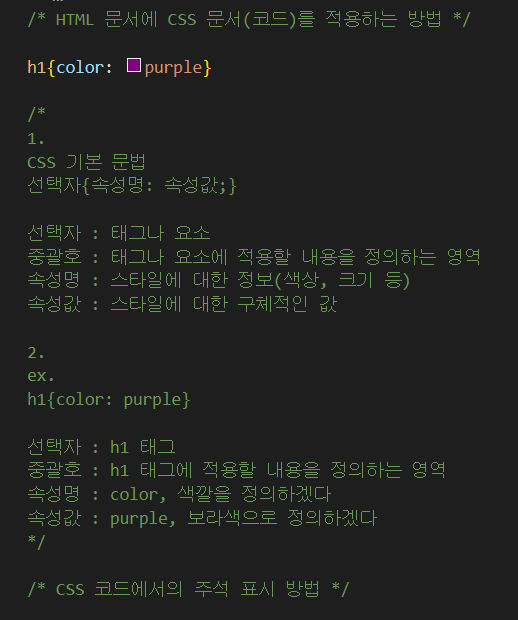 /* HTML 문서에 CSS 문서(코드)를 적용하는 방법 */
h1{color: purple}
/*
1.
CSS 기본 문법
선택자{속성명: 속성값;}
선택자 : 태그나 요소
중괄호 : 태그나 요소에 적용할 내용을 정의하는 영역
속성명 : 스타일에 대한 정보(색상, 크기 등)
속성값 : 스타일에 대한 구체적인 값
2.
ex.
h1{color: purple}
선택자 : h1 태그
중괄호 : h1 태그에 적용할 내용을 정의하는 영역
속성명 : color, 색깔을 정의하겠다
속성값 : purple, 보라색으로 정의하겠다
*/
/* CSS 코드에서의 주석 표시 방법 */